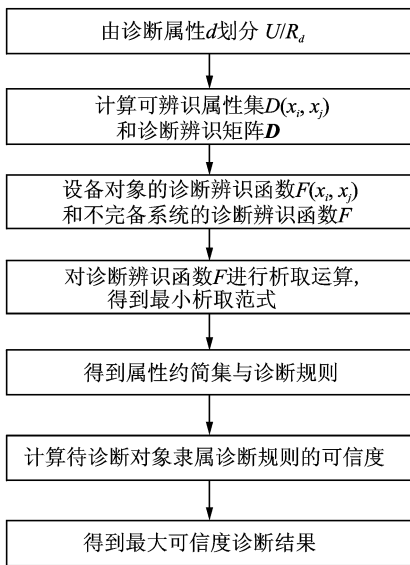 由诊断属性d划分 U/R_d
计算可辨识属性集D(x_i, x_j)
和诊断辨识矩阵D
设备对象的诊断辨识函数F(x_i, x_j)
和不完备系统的诊断辨识函数F
对诊断辨识函数F进行析取运算,
得到最小析取范式
得到属性约简集与诊断规则
计算待诊断对象隶属诊断规则的可信度
得到最大可信度诊断结果